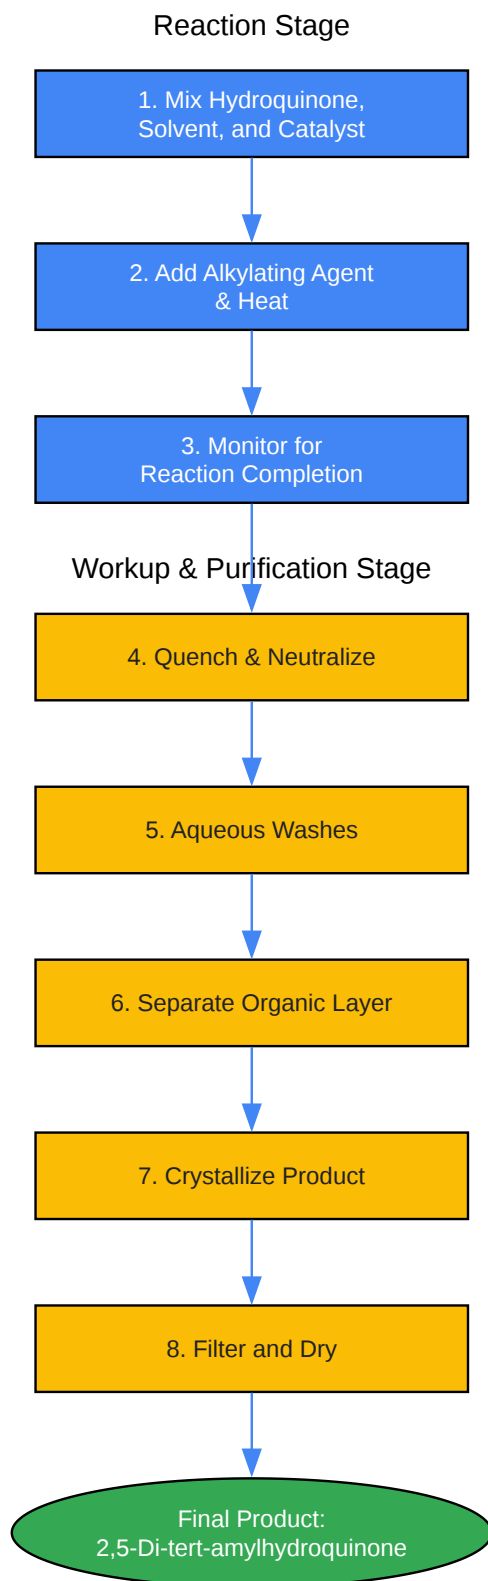 Reaction Stage
1. Mix Hydroquinone,
Solvent, and Catalyst
2. Add Alkylating Agent
& Heat
3. Monitor for
Reaction Completion
Workup & Purification Stage
4. Quench & Neutralize
5. Aqueous Washes
6. Separate Organic Layer
7. Crystallize Product
8. Filter and Dry
Final Product:
2,5-Di-tert-amylhydroquinone